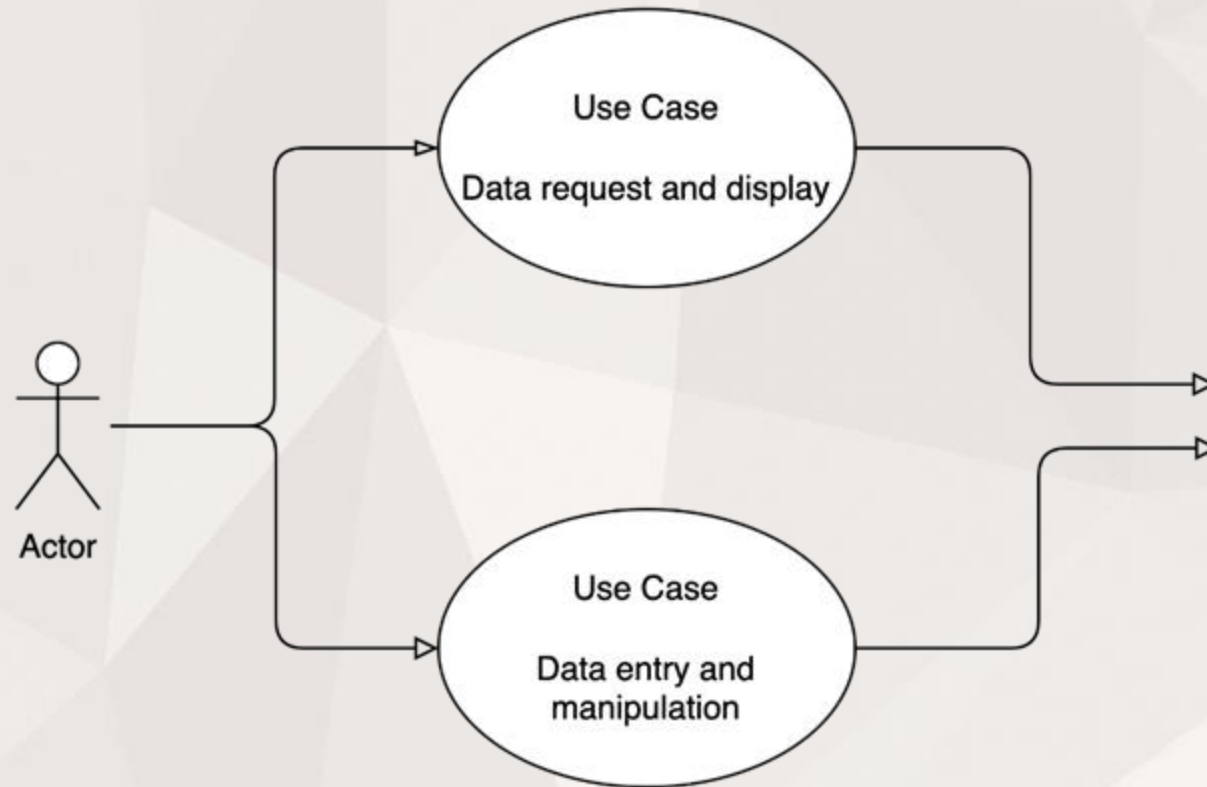 Use Case
Data request and display
Actor
Use Case
Data entry and
manipulation